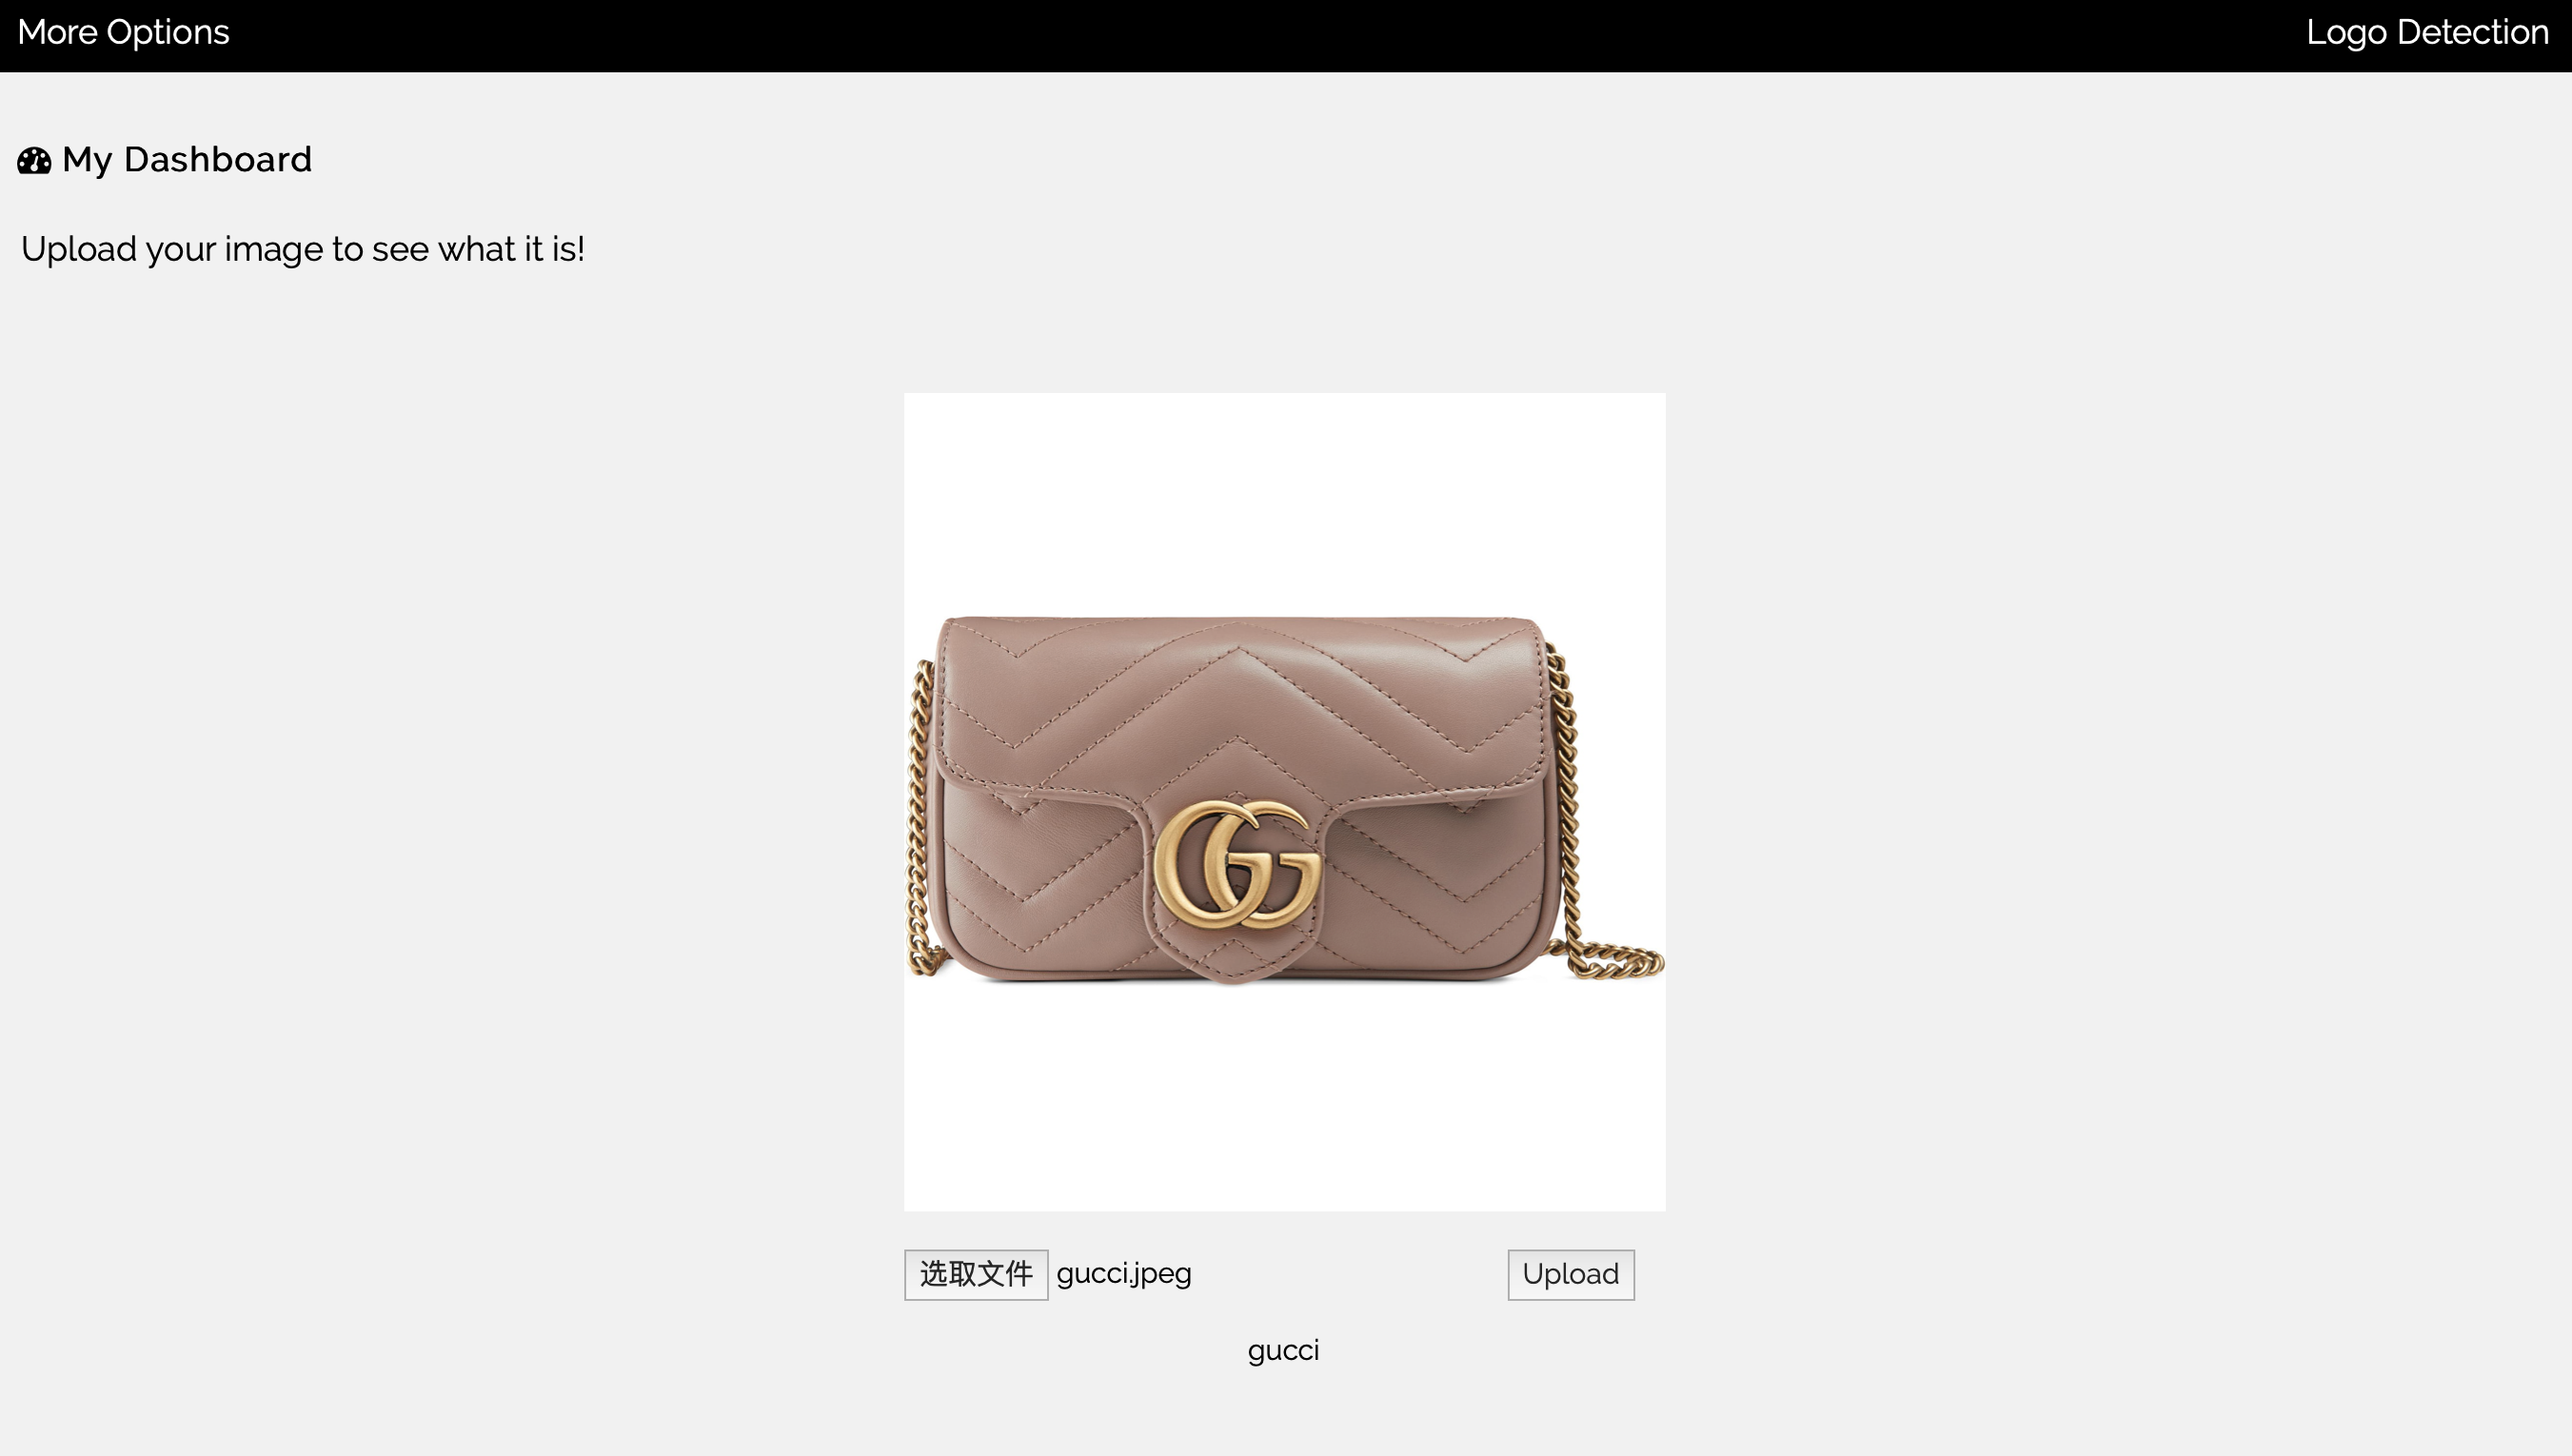 More Options Logo Detection
My Dashboard
Upload your image to see what it is!
GG
选取文件 gucci.jpeg Upload
gucci